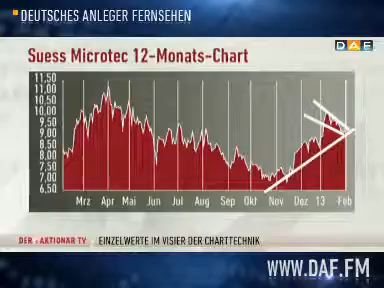 DEUTSCHES ANLEGER FERNSEHEN
DAF
Suess Microtec 12-Monats-Chart
11,50
11,00
10,50
10,00
9,50
9,00
8,50
8,00
7,50
7,00
6,50
Mrz Apr Mai Jun Jul Aug Sep Okt Nov Dez 13 Feb
DER AKTIONÄR TV EINZELWERTE IM VISIER DER CHARTTECHNIK
WWW.DAF.FM